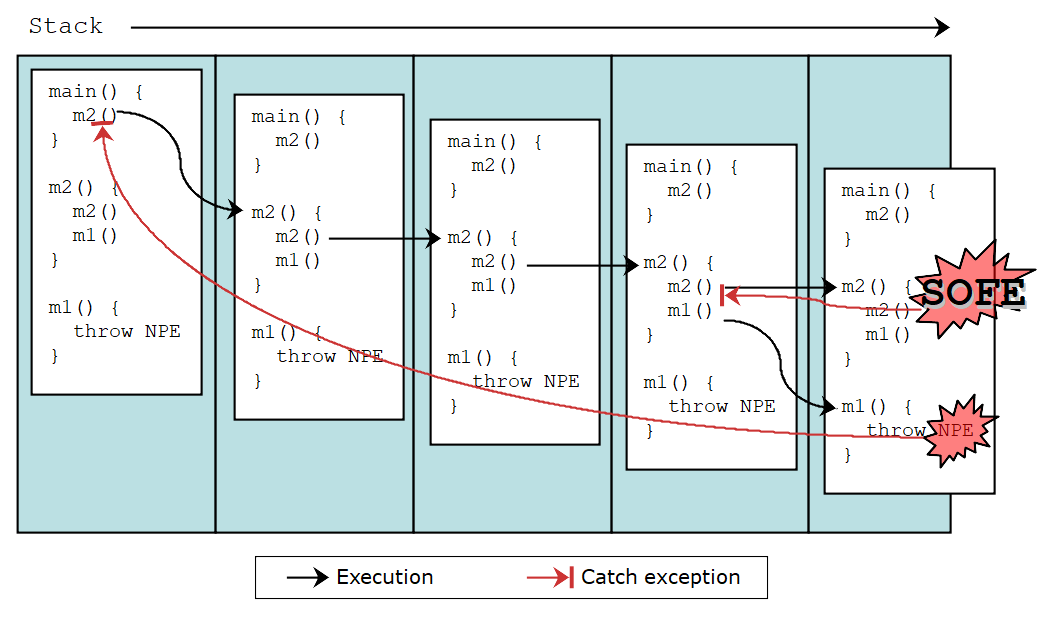 Stack
main() {
m2()
}
m2() {
m2()
m1()
}
m1() {
throw NPE
}
main() {
m2()
}
m2() {
m2()
m1()
}
m1() {
throw NPE
}
main() {
m2()
}
m2() {
m2()
m1()
}
m1() {
throw NPE
}
main() {
m2()
}
m2() {
m2()
m1()
}
m1() {
throw NPE
}
main() {
m2()
}
m2() {
m2()
m1()
}
m1() {
throw NPE
}
SOFE
Execution
Catch exception